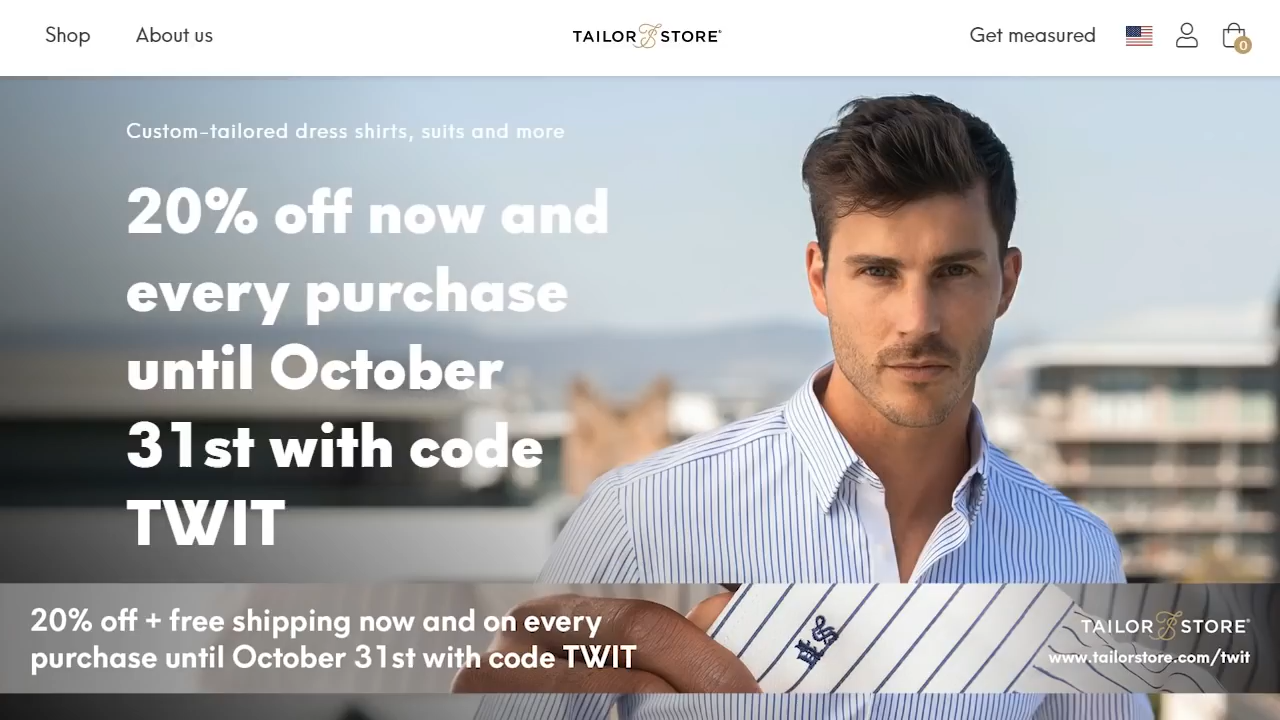 Shop About us TAILOR STORE® Get measured
0
Custom-tailored dress shirts, suits and more
20% off now and
every purchase
until October
31st with code
TWIT
20% off + free shipping now and on every
purchase until October 31st with code TWIT
TAILOR STORE®
www.tailorstore.com/twit